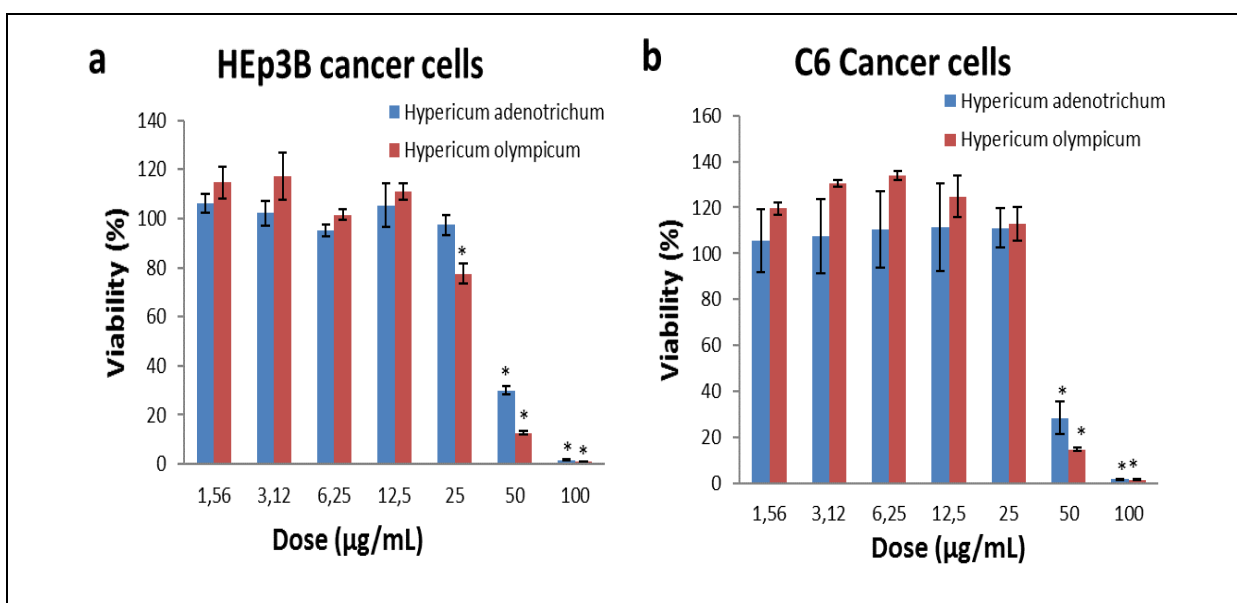 a
HEp3B cancer cells
Hypericum adenotrichum
Hypericum olympicum
140
120
100
80
60
40
20
0
Viability (%)
* * * * *
1,56 3,12 6,25 12,5 25 50 100
Dose (µg/mL)
b
C6 Cancer cells
Hypericum adenotrichum
Hypericum olympicum
160
140
120
100
80
60
40
20
0
Viability (%)
* * * *
1,56 3,12 6,25 12,5 25 50 100
Dose (µg/mL)